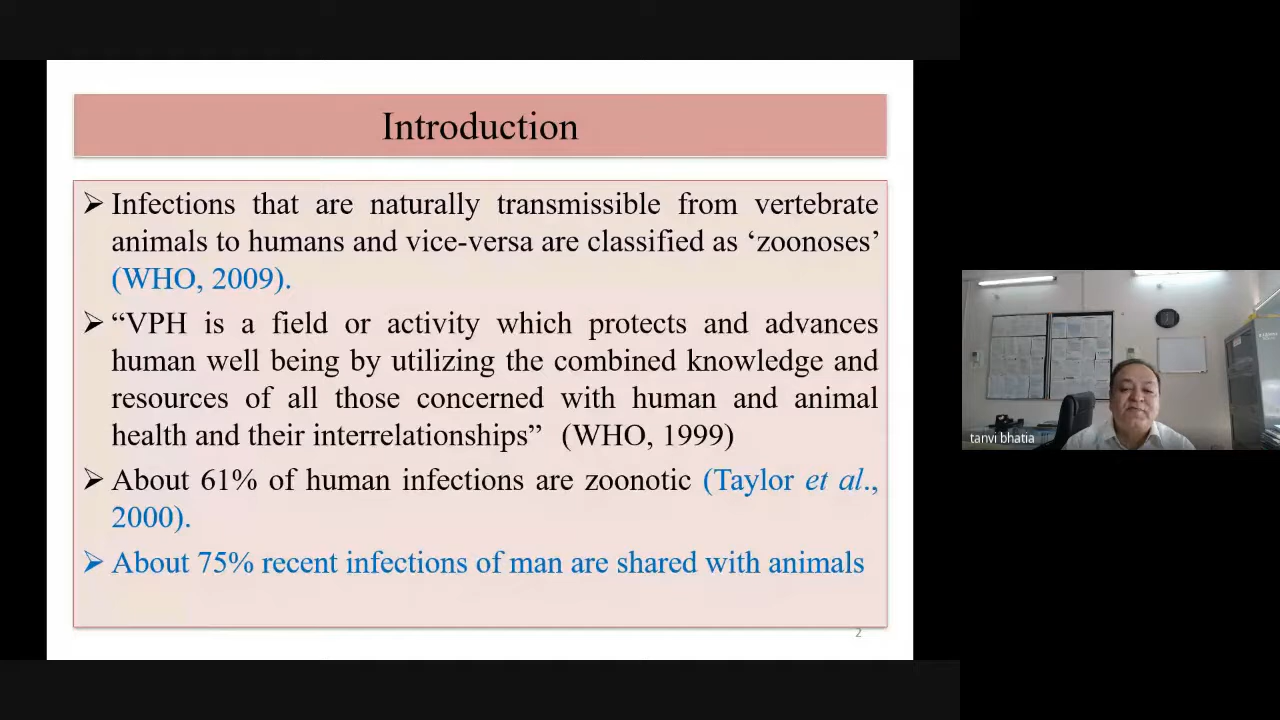 Introduction
➢ Infections that are naturally transmissible from vertebrate
animals to humans and vice-versa are classified as ‘zoonoses’
(WHO, 2009).
➢ “VPH is a field or activity which protects and advances
human well being by utilizing the combined knowledge and
resources of all those concerned with human and animal
health and their interrelationships” (WHO, 1999)
➢ About 61% of human infections are zoonotic (Taylor et al.,
2000).
➢ About 75% recent infections of man are shared with animals
2
tanvi bhatia